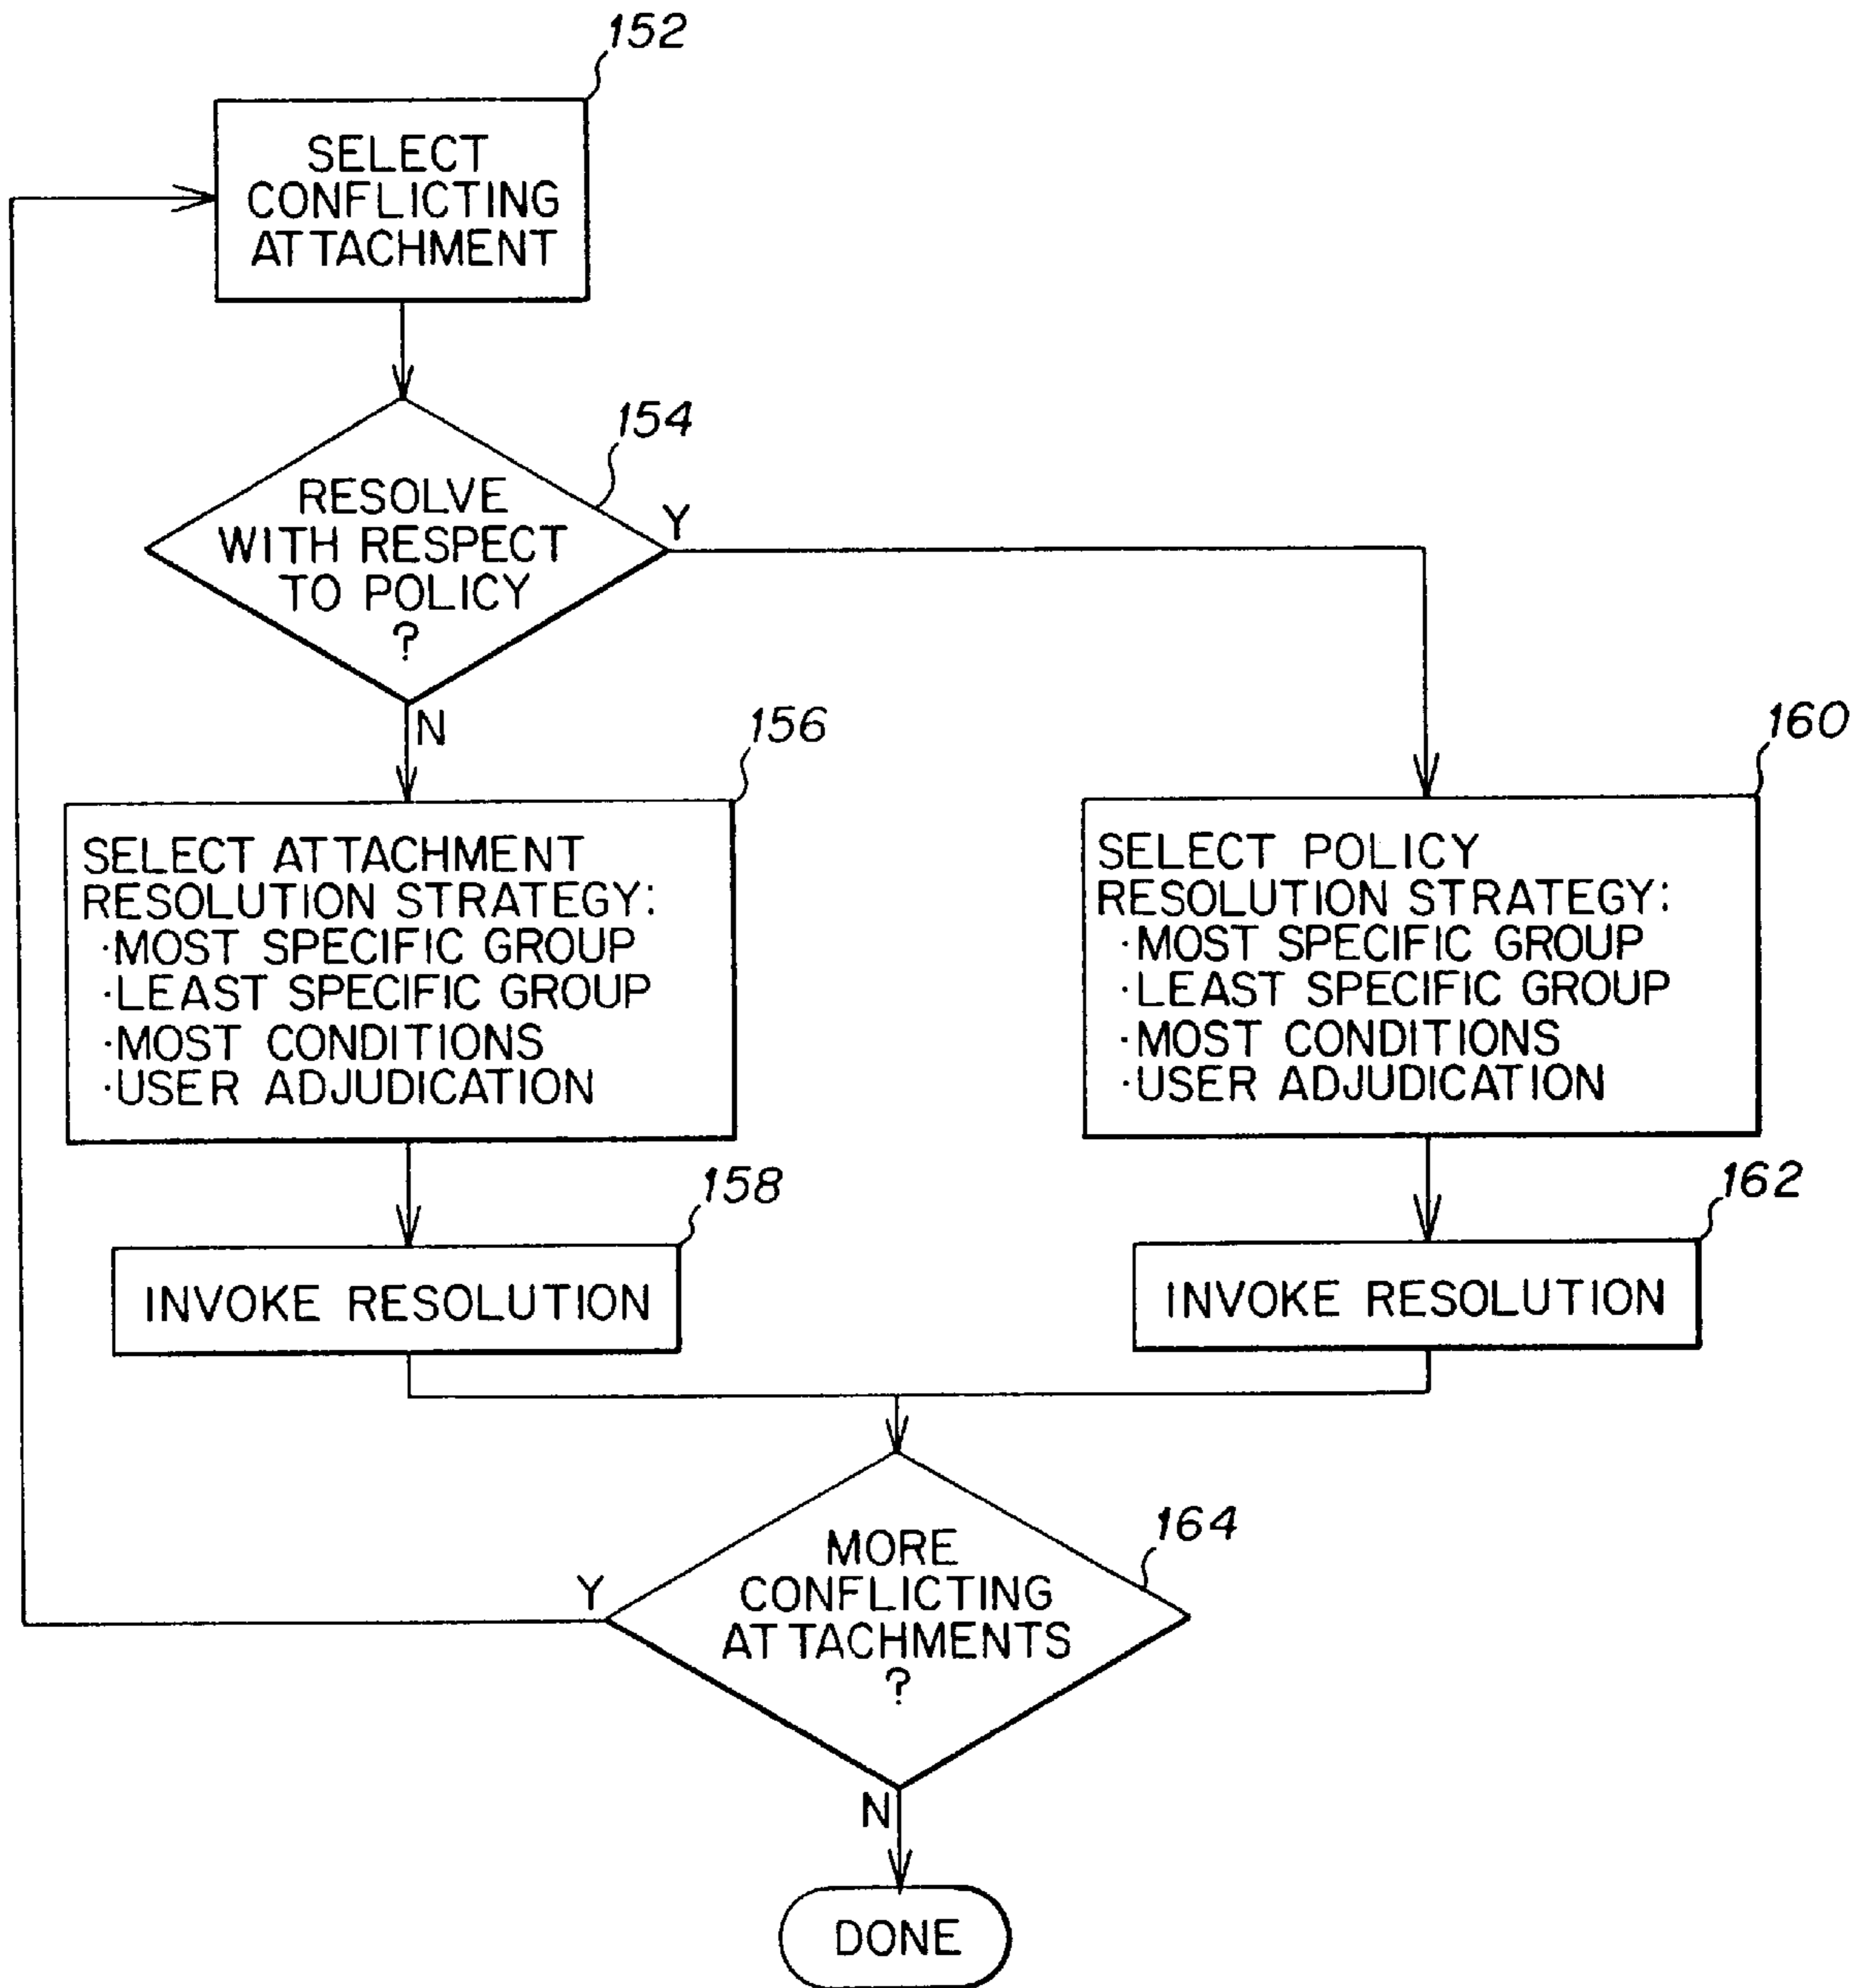 152
SELECT
CONFLICTING
ATTACHMENT
154
RESOLVE
WITH RESPECT
TO POLICY
?
Y
N
156
SELECT ATTACHMENT
RESOLUTION STRATEGY:
·MOST SPECIFIC GROUP
·LEAST SPECIFIC GROUP
·MOST CONDITIONS
·USER ADJUDICATION
160
SELECT POLICY
RESOLUTION STRATEGY:
·MOST SPECIFIC GROUP
·LEAST SPECIFIC GROUP
·MOST CONDITIONS
·USER ADJUDICATION
158
INVOKE RESOLUTION
162
INVOKE RESOLUTION
164
MORE
CONFLICTING
ATTACHMENTS
?
Y
N
DONE